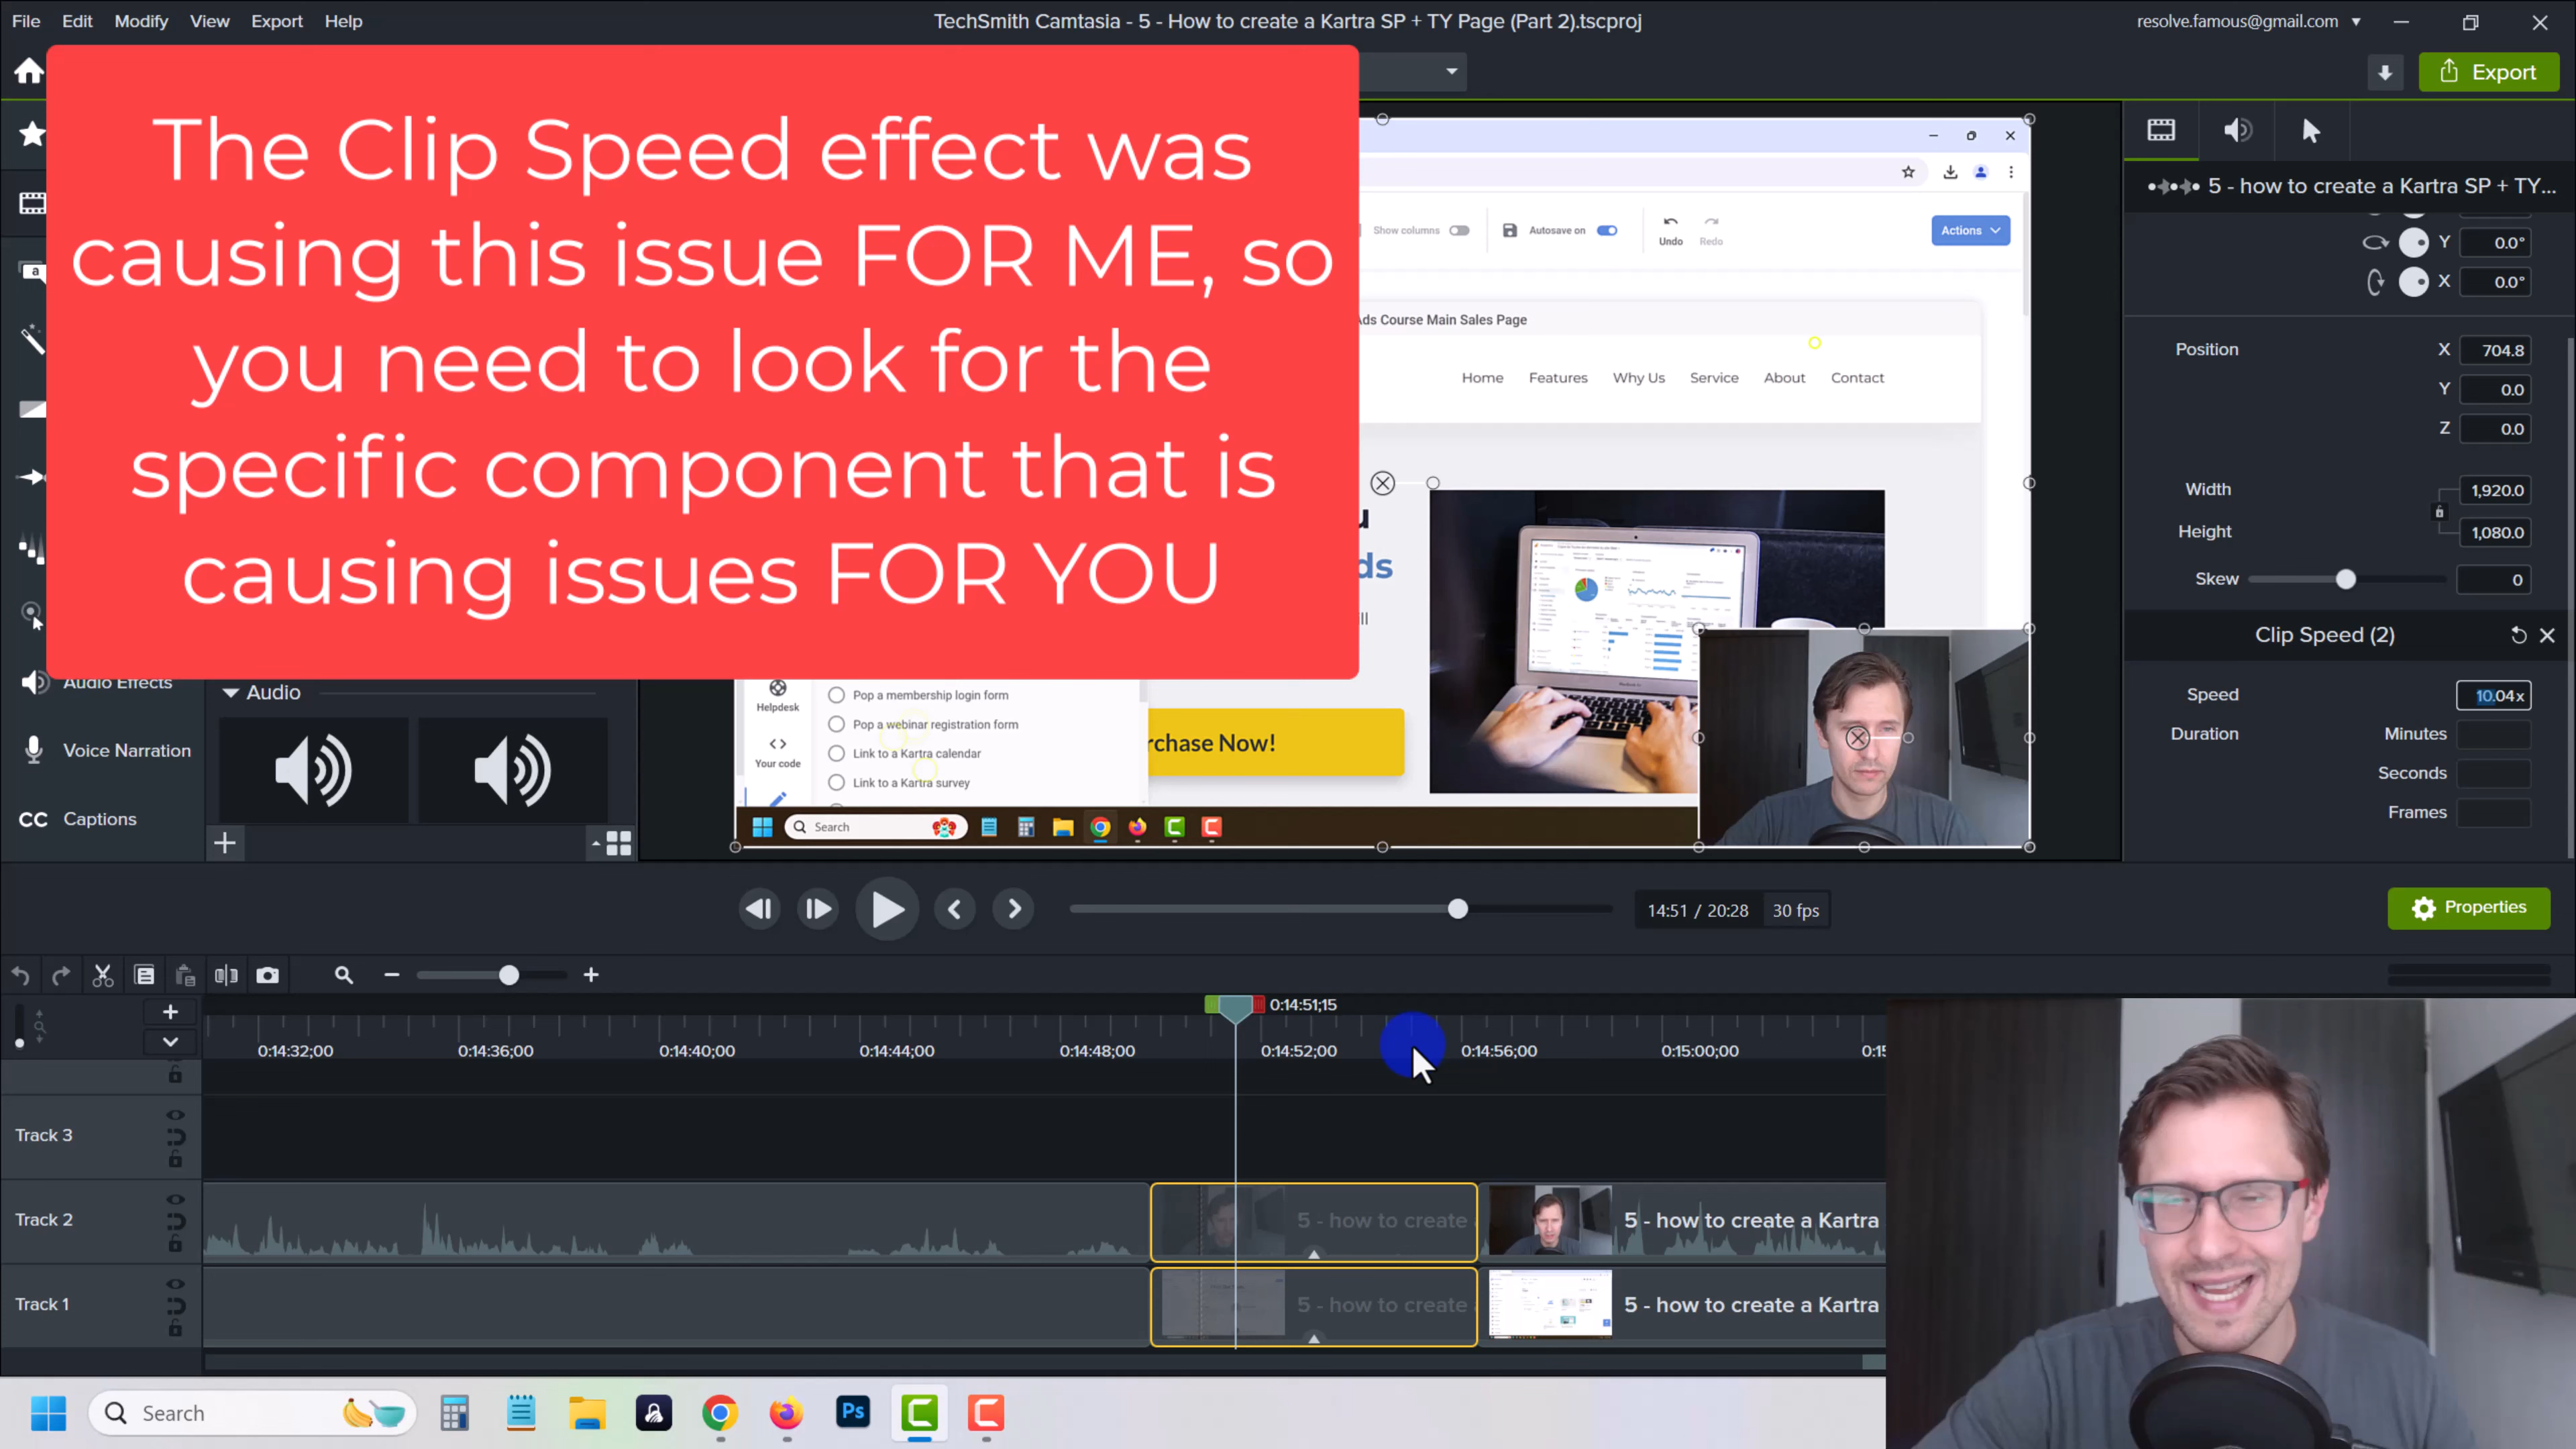 File Edit Modify View Export Help
TechSmith Camtasia - 5 - How to create a Kartra SP + TY Page (Part 2).tscproj
resolve.famous@gmail.com
Export
The Clip Speed effect was
causing this issue FOR ME, so
you need to look for the
specific component that is
causing issues FOR YOU
Show columns
Autosave on
Undo
Redo
Actions
Ads Course Main Sales Page
Home Features Why Us Service About Contact
u
ds
ll
rchase Now!
Helpdesk
Your code
Pop a membership login form
Pop a webinar registration form
Link to a Kartra calendar
Link to a Kartra survey
Search
5 - how to create a Kartra SP + TY...
Y 0.0°
X 0.0°
Position X 704.8
Y 0.0
Z 0.0
Width 1,920.0
Height 1,080.0
Skew 0
Clip Speed (2)
Speed 10.04x
Duration Minutes
Seconds
Frames
a
Audio Effects
Voice Narration
CC Captions
Audio
14:51 / 20:28 30 fps
Properties
0:14:51;15
0:14:32;00 0:14:36;00 0:14:40;00 0:14:44;00 0:14:48;00 0:14:52;00 0:14:56;00 0:15:00;00 0:15
Track 3
Track 2
5 - how to create
5 - how to create a Kartra
Track 1
5 - how to create
5 - how to create a Kartra
Search
Ps